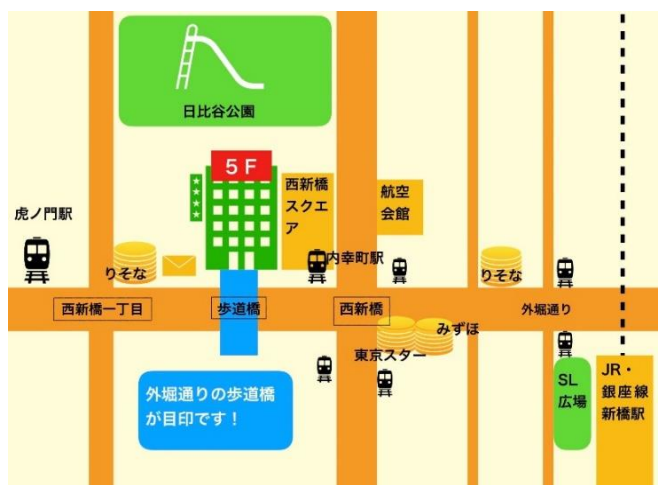 日比谷公園
5F
西新橋
スクエ
ア
航空
会館
虎ノ門駅
りそな
内幸町駅
りそな
西新橋一丁目
歩道橋
西新橋
外堀通り
みずほ
東京スター
外堀通りの歩道橋
が目印です！
SL
広場
JR・
銀座線
新橋駅